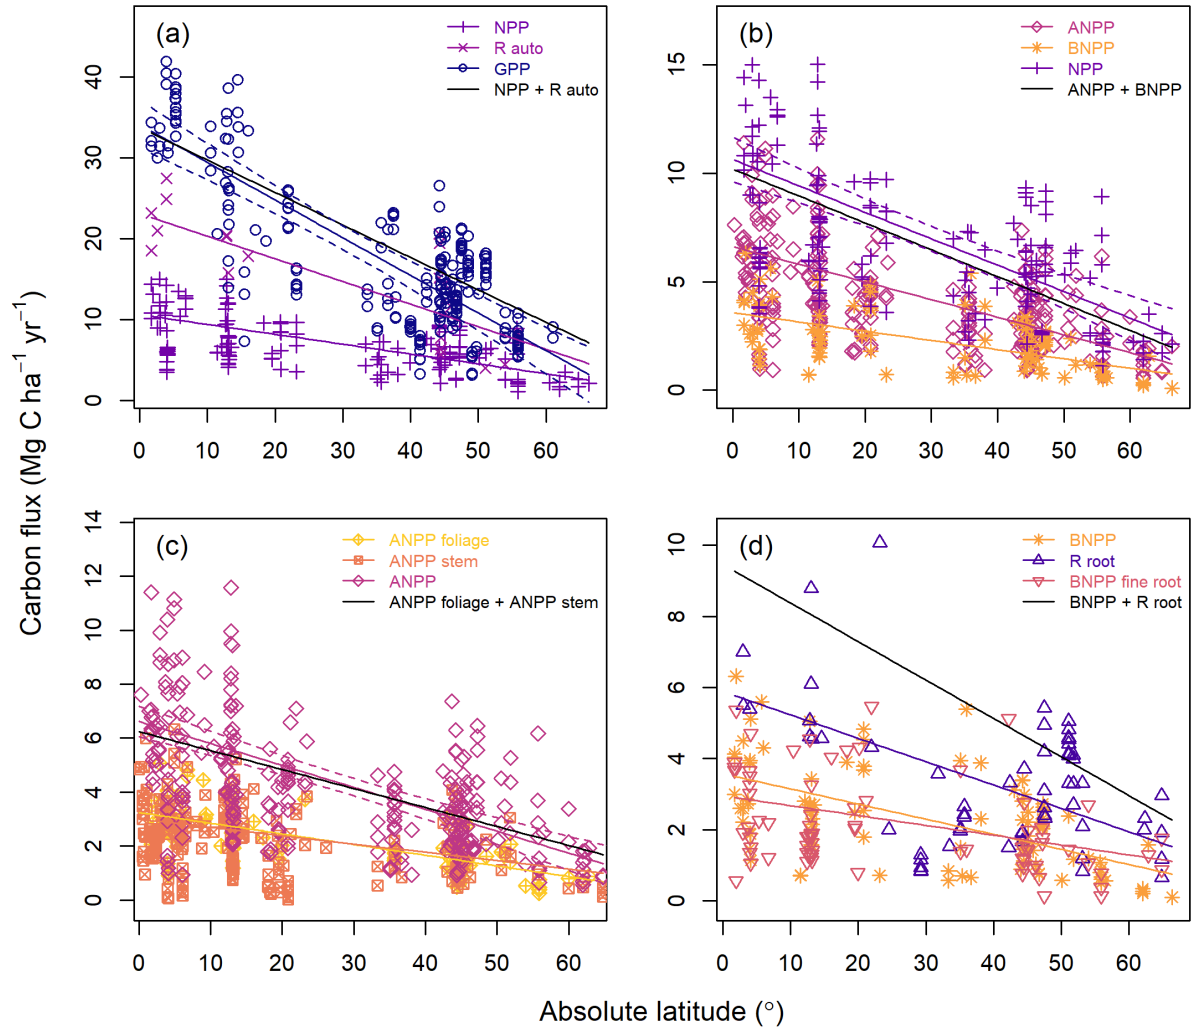 (a)
NPP
R auto
GPP
NPP + R auto
0
10
20
30
40
0
10
20
30
40
50
60
(b)
ANPP
BNPP
NPP
ANPP + BNPP
0
5
10
15
0
10
20
30
40
50
60
(c)
ANPP foliage
ANPP stem
ANPP
ANPP foliage + ANPP stem
0
2
4
6
8
10
12
14
0
10
20
30
40
50
60
(d)
BNPP
R root
BNPP fine root
BNPP + R root
0
2
4
6
8
10
0
10
20
30
40
50
60
Carbon flux (Mg C ha⁻¹ yr⁻¹)
Absolute latitude (°)